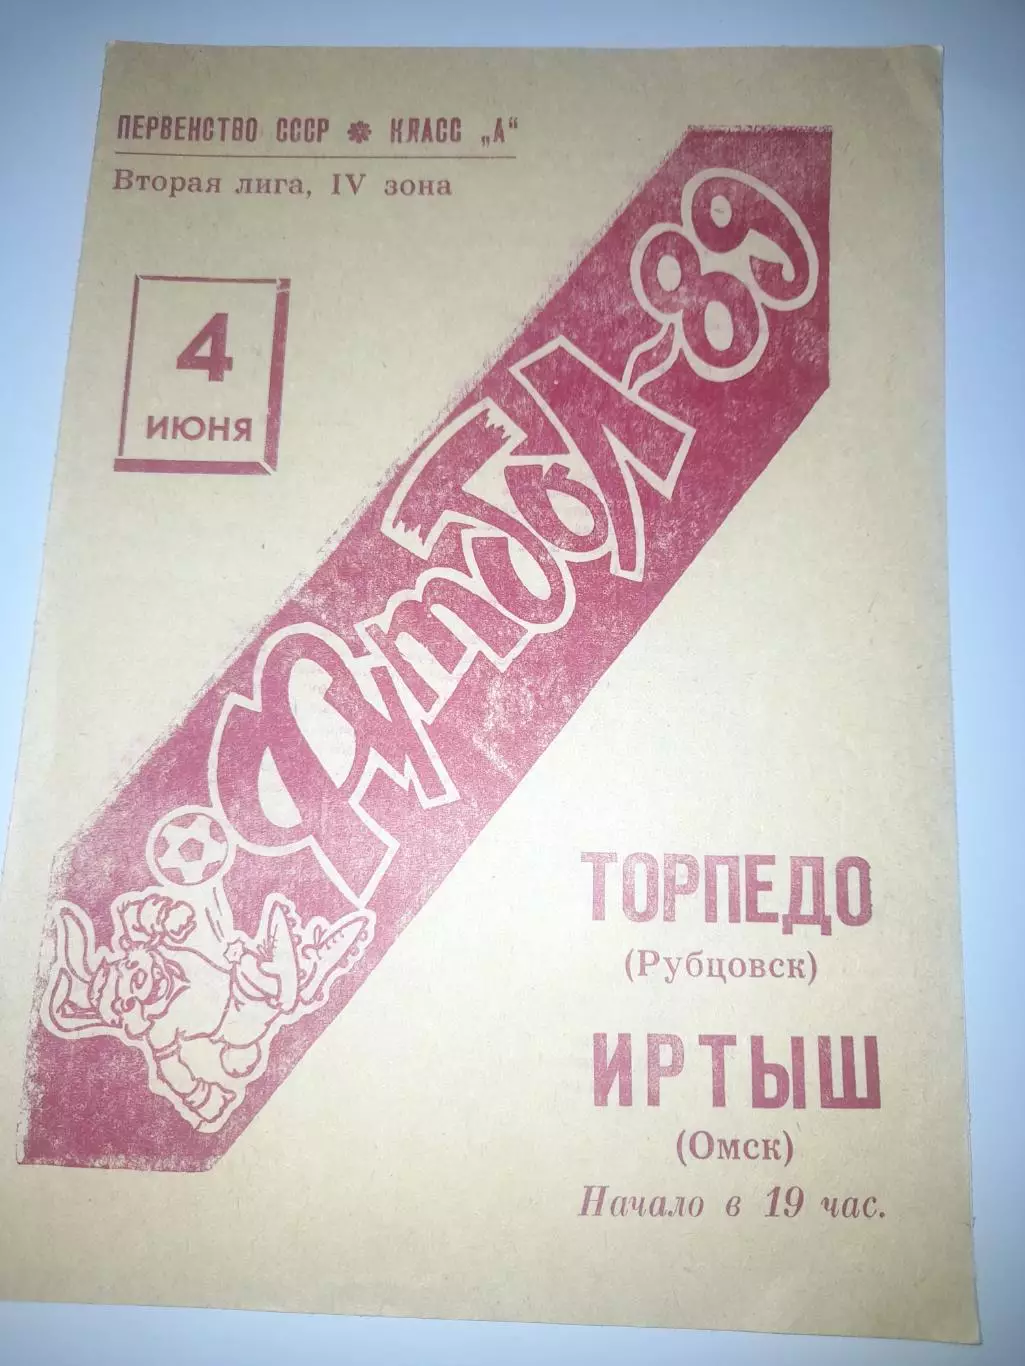 ПЕРВЕНСТВО СССР * КЛАСС „А“
Вторая лига, IV зона
4
ИЮНЯ
Футбол-89
ТОРПЕДО
(Рубцовск)
ИРТЫШ
(Омск)
Начало в 19 час.